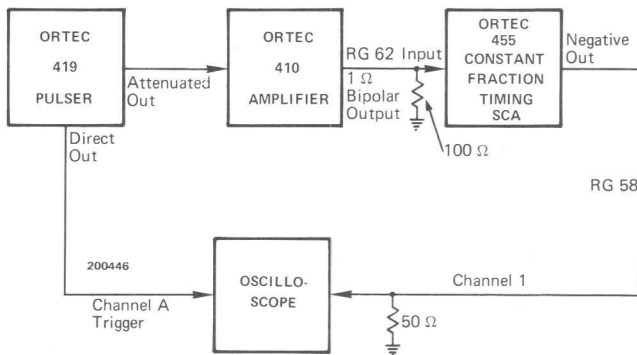 ORTEC
419
PULSER
Attenuated
Out
Direct
Out
ORTEC
410
AMPLIFIER
RG 62 Input
1 Ω
Bipolar
Output
100 Ω
ORTEC
455
CONSTANT
FRACTION
TIMING
SCA
Negative
Out
RG 58
200446
Channel A
Trigger
OSCILLO-
SCOPE
Channel 1
50 Ω